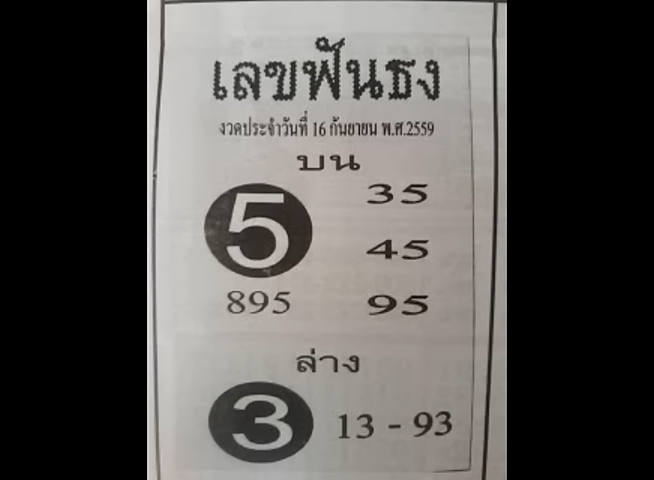 เลขฟันธง
งวดประจำวันที่ 16 กันยายน พ.ศ.2559
บน
5
35
45
895
95
ล่าง
3
13 - 93